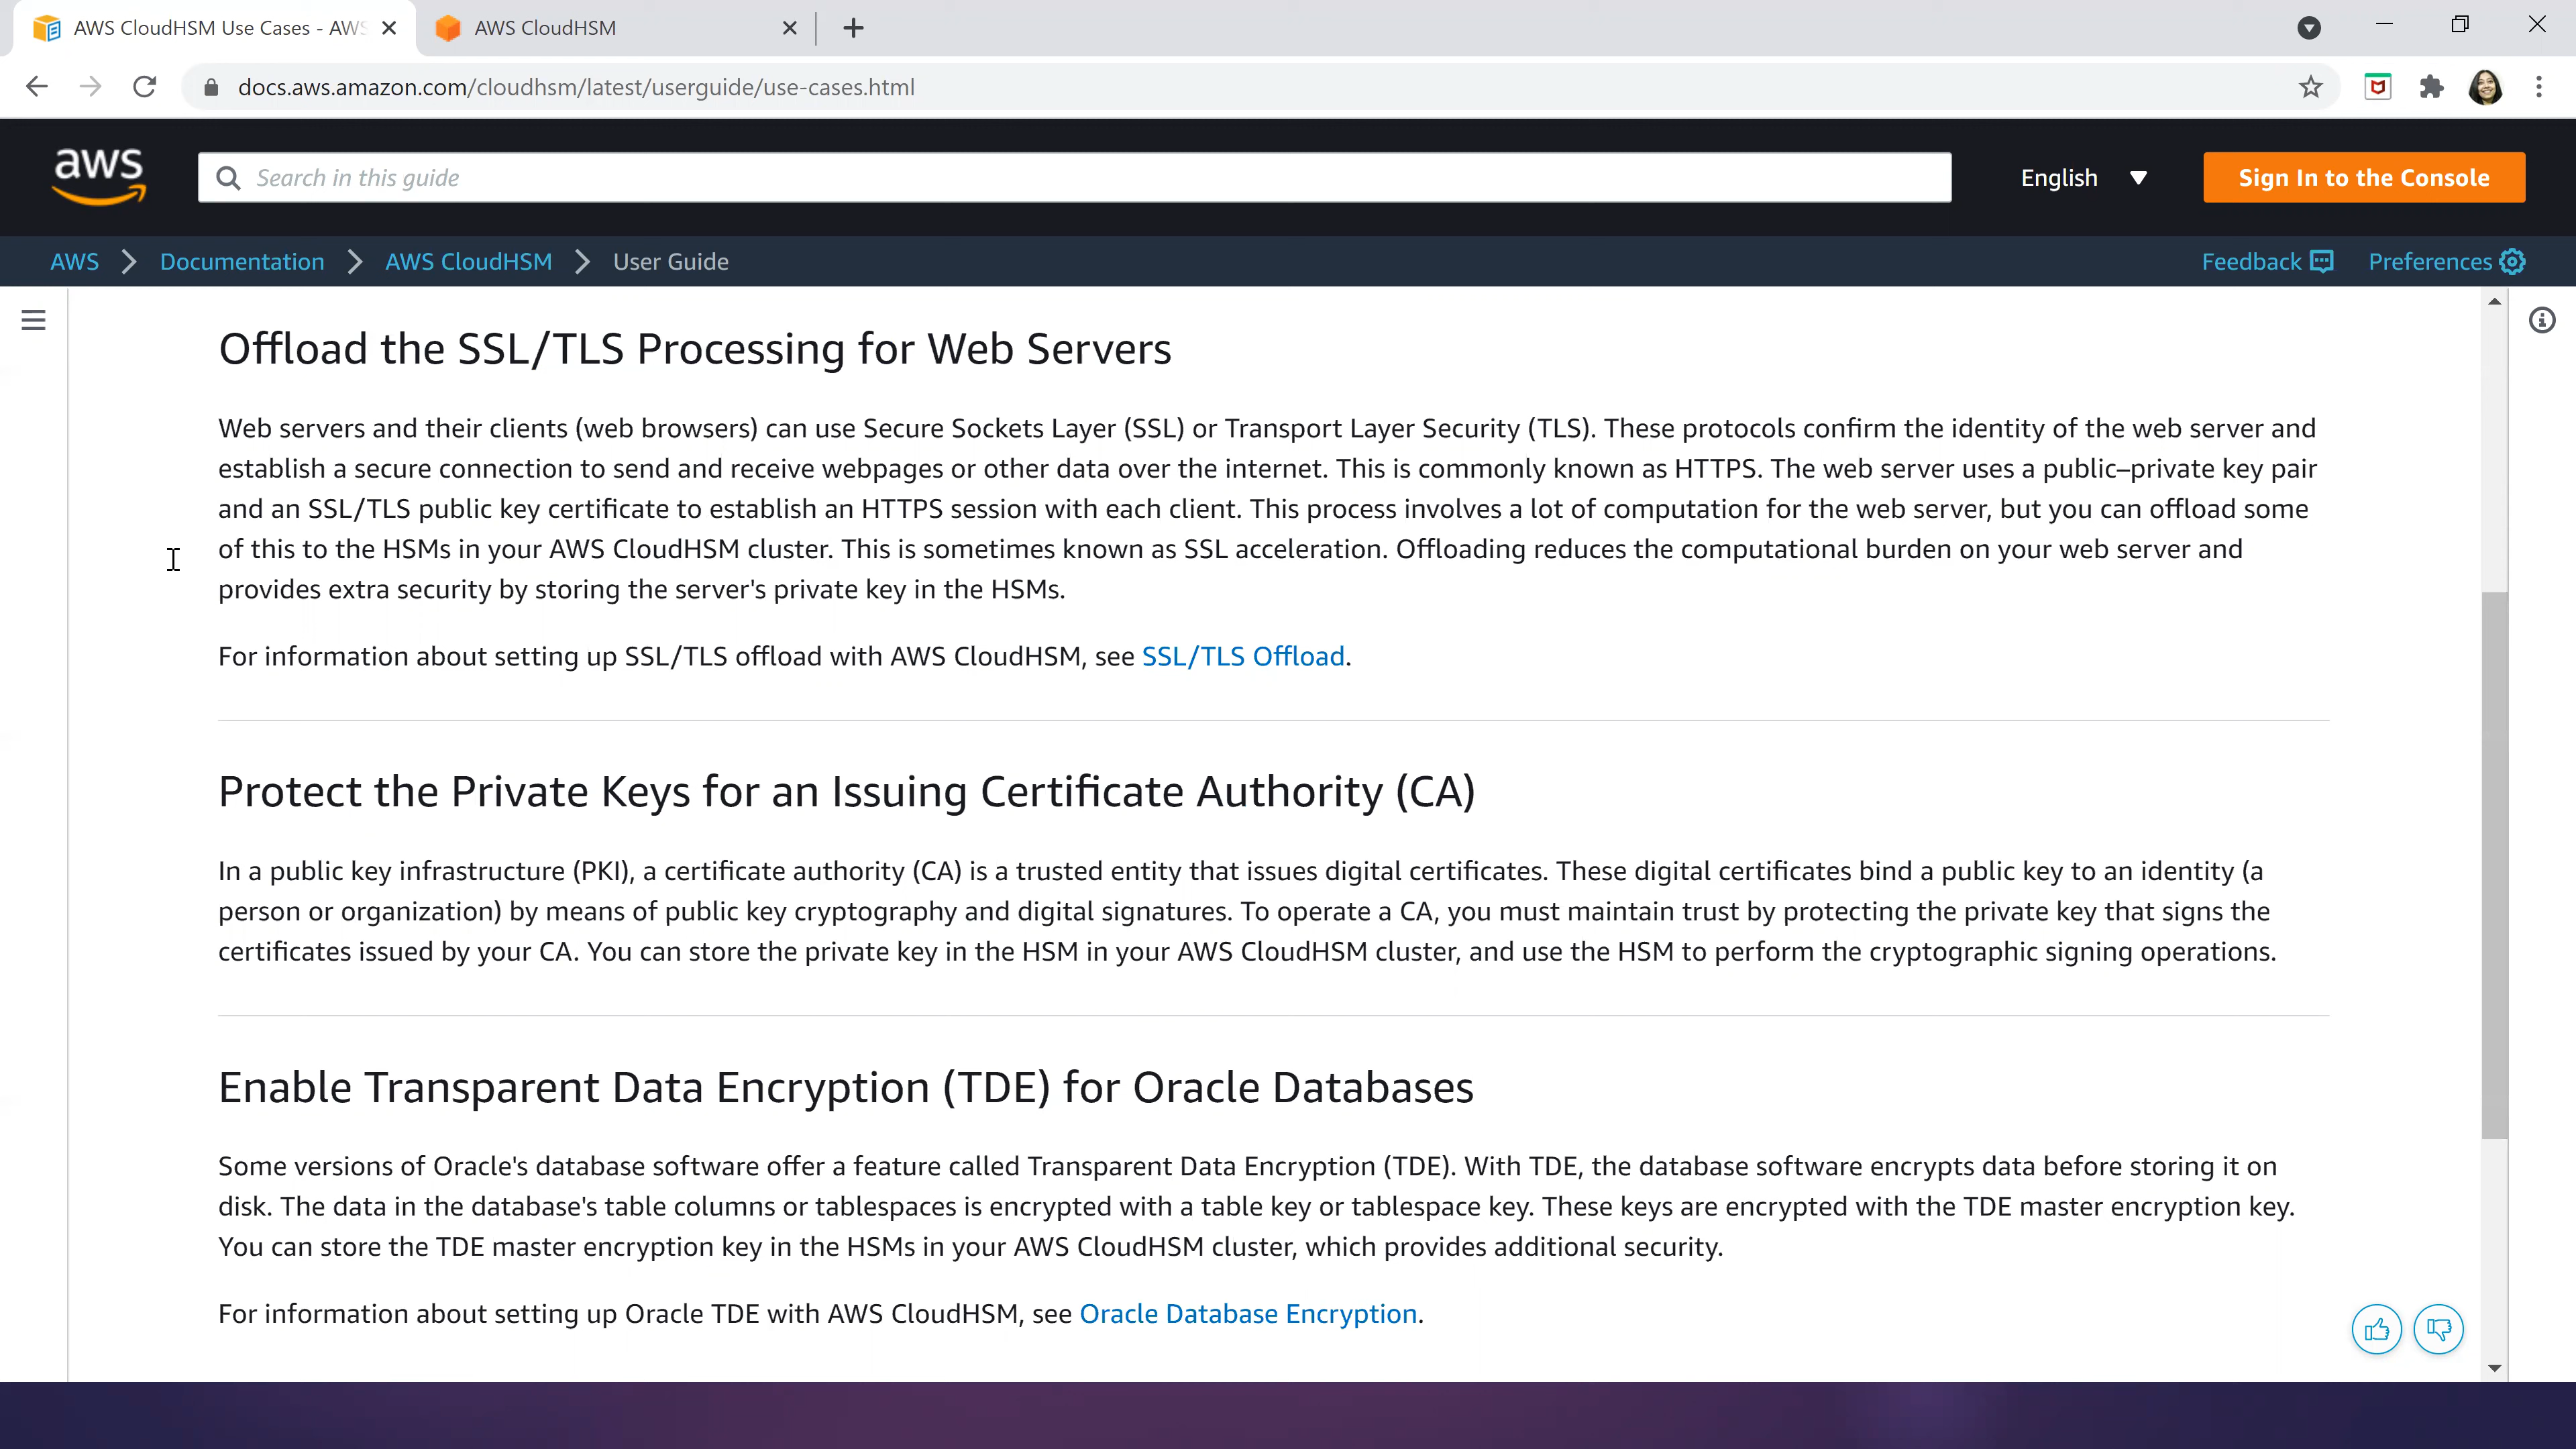 AWS CloudHSM Use Cases - AWS
AWS CloudHSM
docs.aws.amazon.com/cloudhsm/latest/userguide/use-cases.html
aws
Search in this guide
English
Sign In to the Console
AWS
Documentation
AWS CloudHSM
User Guide
Feedback
Preferences
Offload the SSL/TLS Processing for Web Servers
Web servers and their clients (web browsers) can use Secure Sockets Layer (SSL) or Transport Layer Security (TLS). These protocols confirm the identity of the web server and
establish a secure connection to send and receive webpages or other data over the internet. This is commonly known as HTTPS. The web server uses a public–private key pair
and an SSL/TLS public key certificate to establish an HTTPS session with each client. This process involves a lot of computation for the web server, but you can offload some
of this to the HSMs in your AWS CloudHSM cluster. This is sometimes known as SSL acceleration. Offloading reduces the computational burden on your web server and
provides extra security by storing the server's private key in the HSMs.
For information about setting up SSL/TLS offload with AWS CloudHSM, see SSL/TLS Offload.
Protect the Private Keys for an Issuing Certificate Authority (CA)
In a public key infrastructure (PKI), a certificate authority (CA) is a trusted entity that issues digital certificates. These digital certificates bind a public key to an identity (a
person or organization) by means of public key cryptography and digital signatures. To operate a CA, you must maintain trust by protecting the private key that signs the
certificates issued by your CA. You can store the private key in the HSM in your AWS CloudHSM cluster, and use the HSM to perform the cryptographic signing operations.
Enable Transparent Data Encryption (TDE) for Oracle Databases
Some versions of Oracle's database software offer a feature called Transparent Data Encryption (TDE). With TDE, the database software encrypts data before storing it on
disk. The data in the database's table columns or tablespaces is encrypted with a table key or tablespace key. These keys are encrypted with the TDE master encryption key.
You can store the TDE master encryption key in the HSMs in your AWS CloudHSM cluster, which provides additional security.
For information about setting up Oracle TDE with AWS CloudHSM, see Oracle Database Encryption.